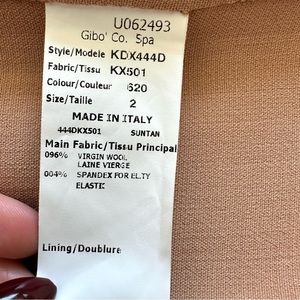 U062493
Gibo' Co. Spa
Style/Modele KDX444D
Fabric/Tissu KX501
Colour/Couleur 620
Size/Taille 2
MADE IN ITALY
444DKX501 SUNTAN
Main Fabric/Tissu Principal
096% VIRGIN WOOL
LAINE VIERGE
004% SPANDEX FOR EL.TY
ELASTIC
Lining/Doublure